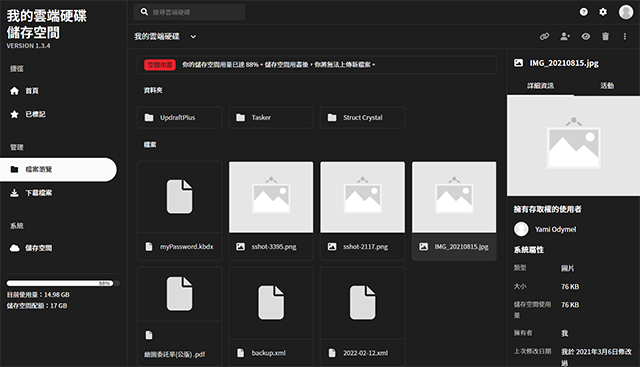 我的雲端硬碟
儲存空間
VERSION 1.3.4
捷徑
首頁
已標記
管理
檔案瀏覽
下載檔案
系統
儲存空間
88%
目前使用量：14.98 GB
儲存空間配額：17 GB
搜尋雲端硬碟
我的雲端硬碟
空間用盡 你的儲存空間用量已達 88%。儲存空間用盡後，你將無法上傳新檔案。
資料夾
UpdraftPlus
Tasker
Struct Crystal
檔案
myPassword.kbdx
sshot-3395.png
sshot-2117.png
IMG_20210815.jpg
繪圖委託單(公版) .pdf
backup.xml
2022-02-12.xml
IMG_20210815.jpg
詳細資訊
活動
擁有存取權的使用者
Yami Odymel
系統屬性
類型 圖片
大小 76 KB
儲存空間使用量 76 KB
擁有者 我
上次修改日期 我於 2021年3月6日修改過